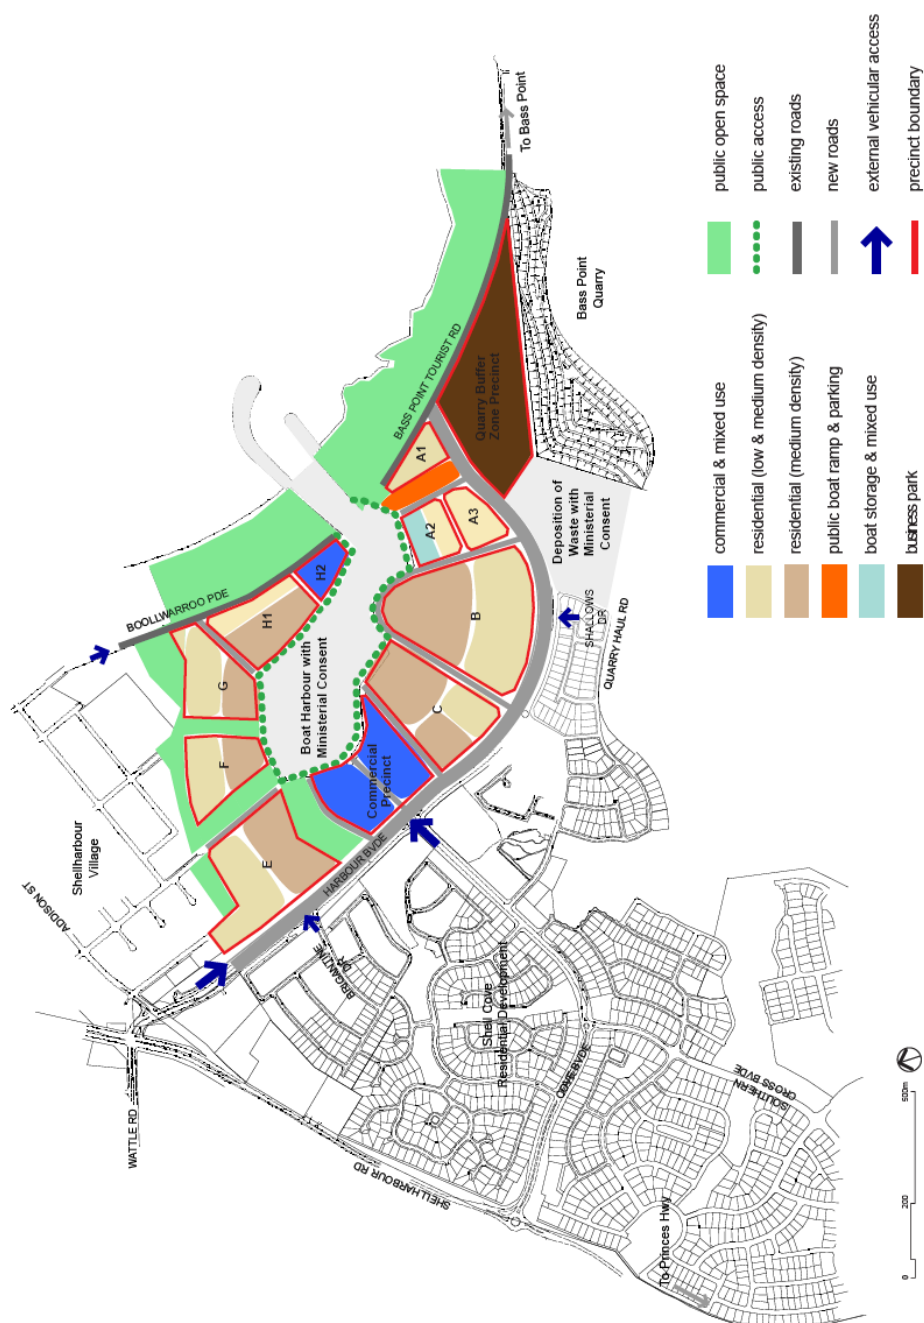 To Bass Point
BASS POINT TOURIST RD
Bass Point
Quarry
Quarry Buffer
Zone Precinct
A1
A2
A3
Deposition of
Waste with
Ministerial
Consent
BOOLLWARROO PDE
H2
H1
G
F
E
B
C
Boat Harbour with
Ministerial Consent
Commercial
Precinct
SHALLOWS
DR
QUARRY HAUL RD
HARBOUR BVDE
Shellharbour
Village
ADDISON ST
BRIGANTINE
DR
Shell Cove
Residential Development
COVE BVDE
SOUTHERN
CROSS BVDE
WATTLE RD
SHELLHARBOUR RD
To Princes Hwy
0
200
500m
commercial & mixed use
residential (low & medium density)
residential (medium density)
public boat ramp & parking
boat storage & mixed use
business park
public open space
public access
existing roads
new roads
external vehicular access
precinct boundary